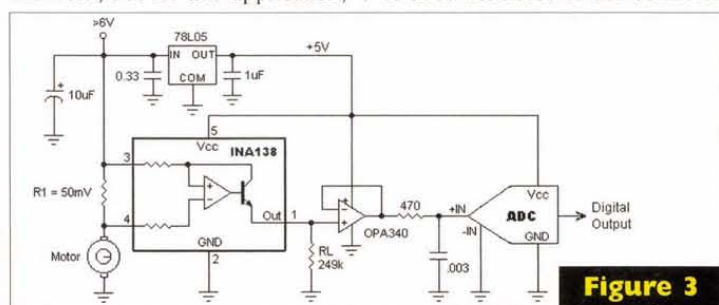 >6V
78L05
IN OUT
COM
+5V
0.33
1uF
+
10uF
5
Vcc
INA138
3
R1 = 50mV
4
+
-
Out
1
GND
2
Motor
RL
249k
-
+
OPA340
470
.003
+IN
-IN
Vcc
ADC
GND
Digital
Output
Figure 3